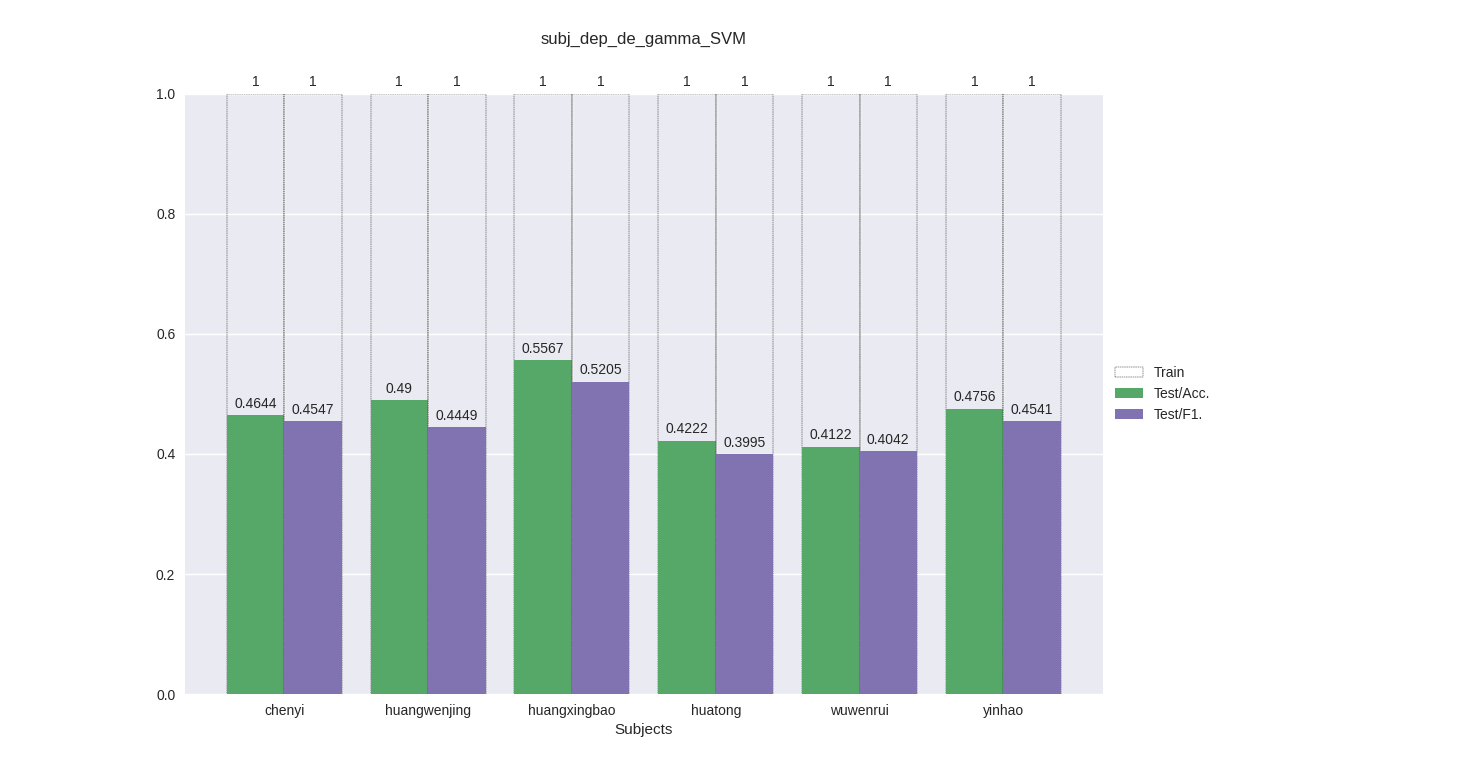 subj_dep_de_gamma_SVM
1 1 1 1 1 1 1 1 1 1 1 1
1.0
0.8
0.6
0.4
0.2
0.0
0.4644 0.4547 0.49 0.4449 0.5567 0.5205 0.4222 0.3995 0.4122 0.4042 0.4756 0.4541
chenyi huangwenjing huangxingbao huatong wuwenrui yinhao
Subjects
Train
Test/Acc.
Test/F1.